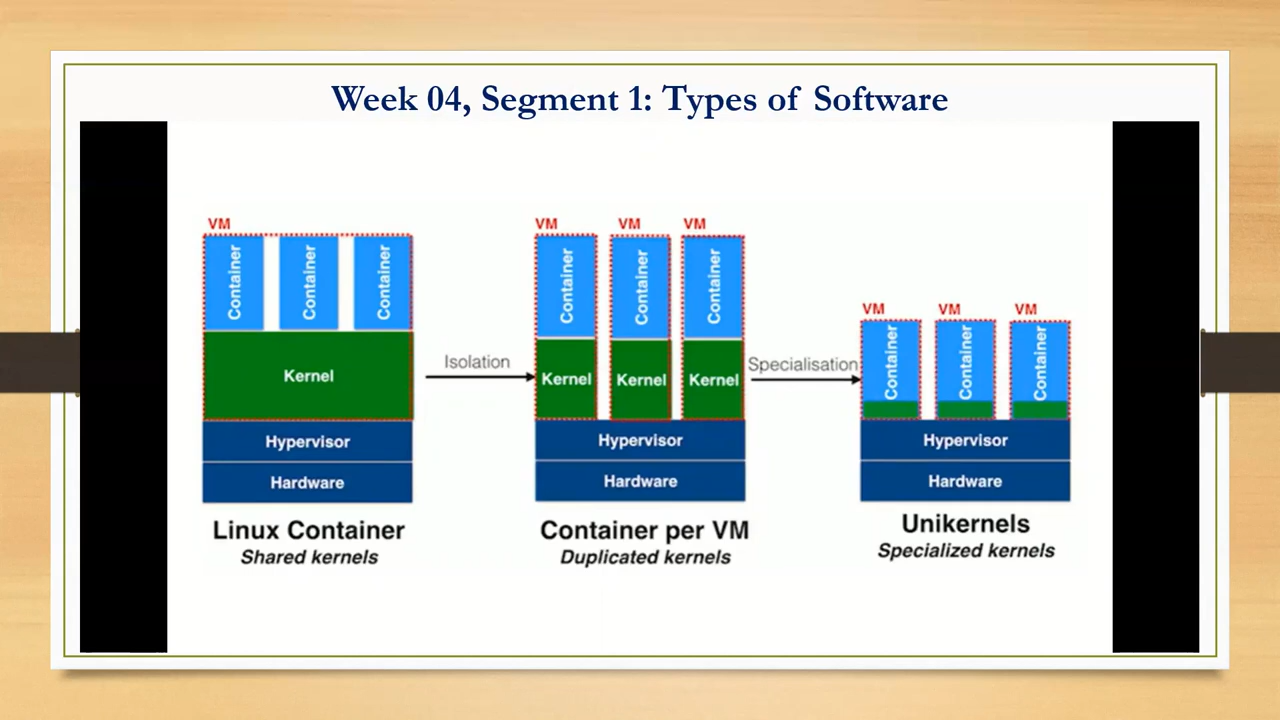 Week 04, Segment 1: Types of Software
VM
Container
Container
Container
Kernel
Hypervisor
Hardware
Linux Container
Shared kernels
Isolation
VM
VM
VM
Container
Container
Container
Kernel
Kernel
Kernel
Hypervisor
Hardware
Container per VM
Duplicated kernels
Specialisation
VM
VM
VM
Container
Container
Container
Hypervisor
Hardware
Unikernels
Specialized kernels